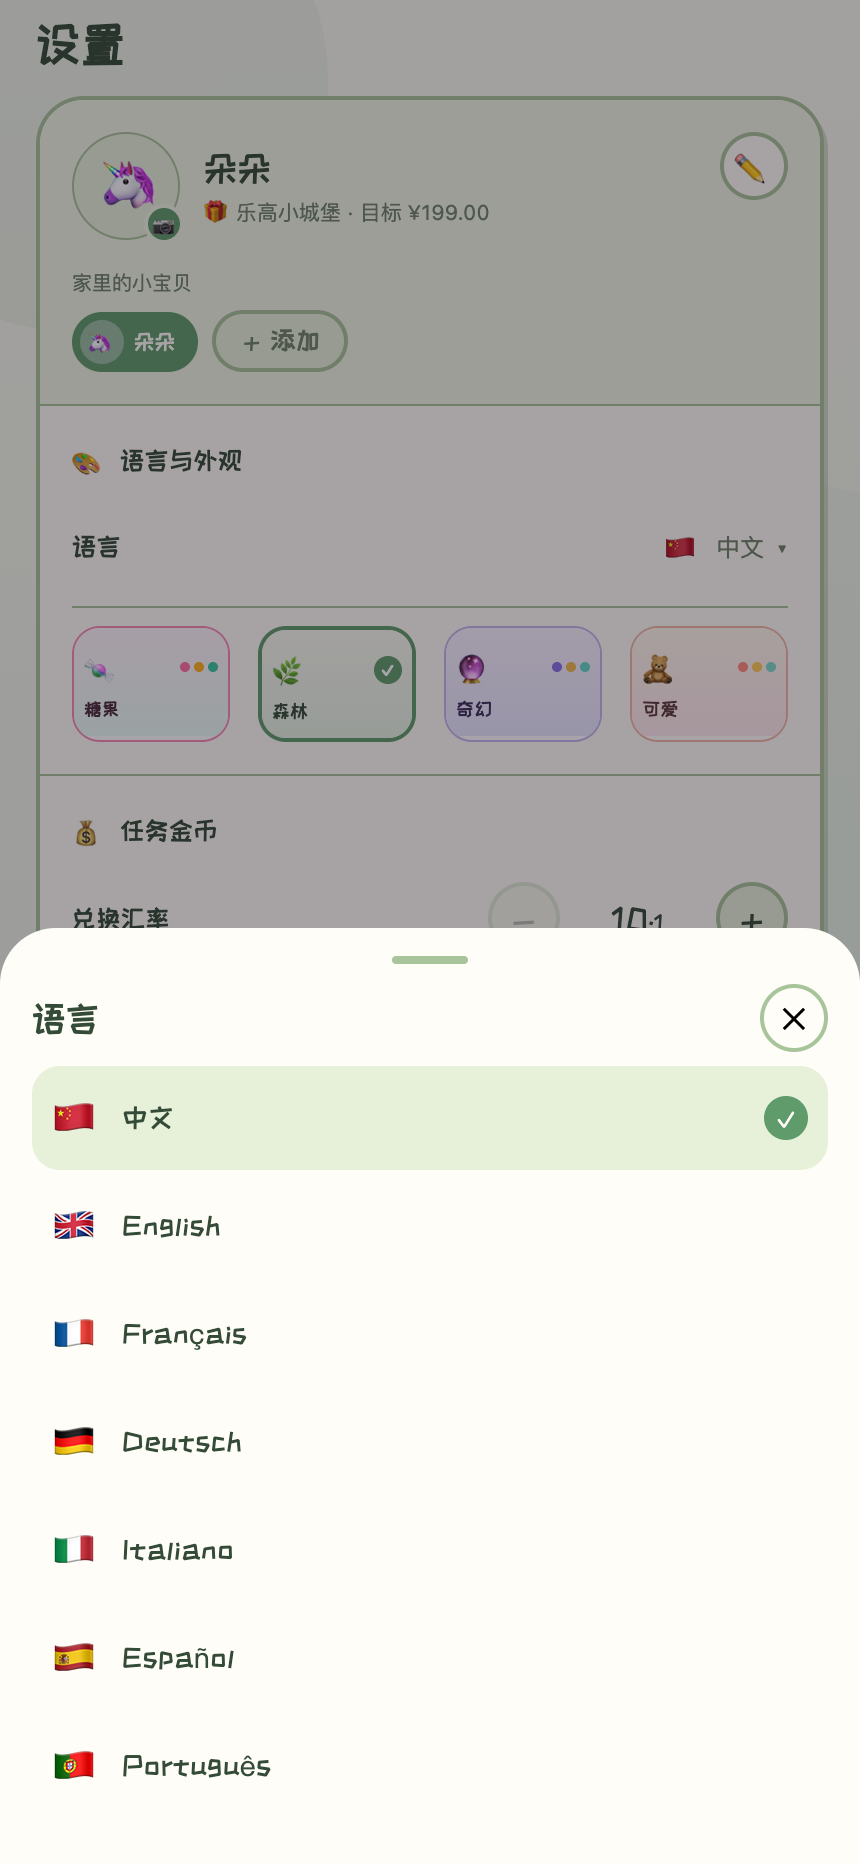 设置
朵朵
乐高小城堡 · 目标 ¥199.00
家里的小宝贝
朵朵
+ 添加
语言与外观
语言
中文 ▾
糖果
森林
奇幻
可爱
任务金币
兑换汇率
− 10:1 +
语言
中文
English
Français
Deutsch
Italiano
Español
Português